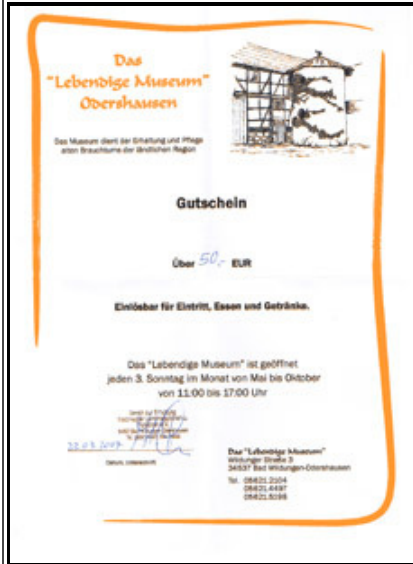 Das
"Lebendige Museum"
Odershausen
Das Museum dient der Erhaltung und Pflege
alten Brauchtums der ländlichen Region
Gutschein
Über 50,- EUR
Einlösbar für Eintritt, Essen und Getränke.
Das "Lebendige Museum" ist geöffnet
jeden 3. Sonntag im Monat von Mai bis Oktober
von 11:00 bis 17:00 Uhr
Datum, Unterschrift
Das "Lebendige Museum"
Wildunger Straße 3
34537 Bad Wildungen-Odershausen
Tel. 05621.2104
05621.4497
05621.5198